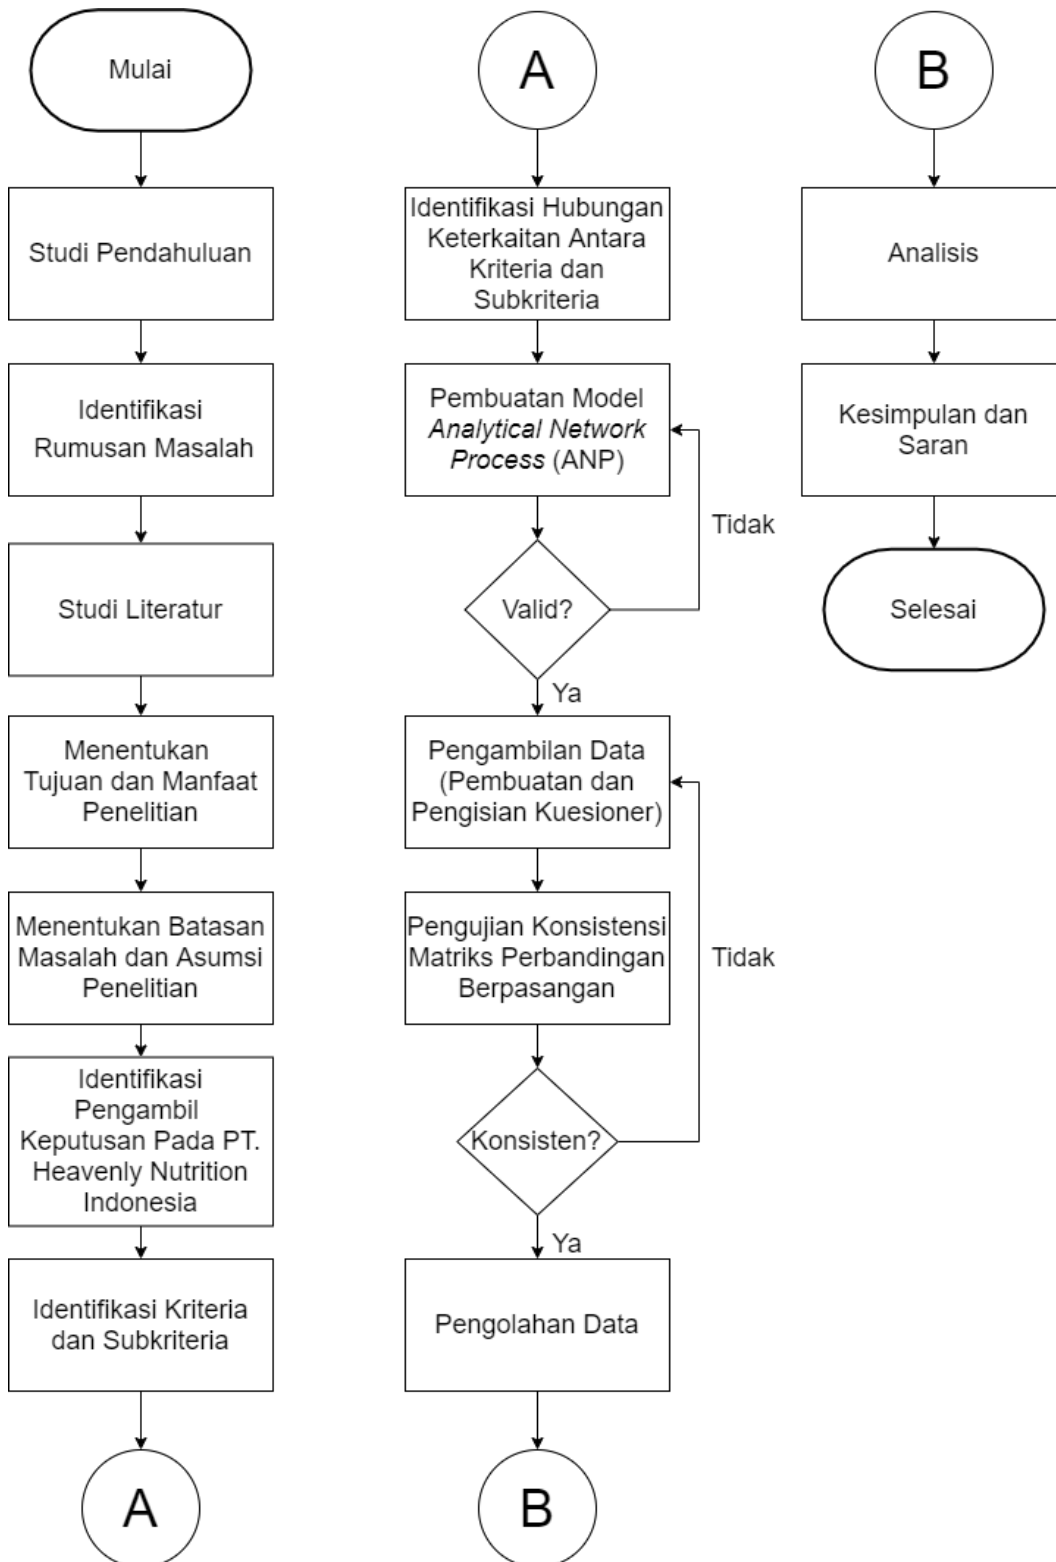 Mulai
Studi Pendahuluan
Identifikasi
Rumusan Masalah
Studi Literatur
Menentukan
Tujuan dan Manfaat
Penelitian
Menentukan Batasan
Masalah dan Asumsi
Penelitian
Identifikasi
Pengambil
Keputusan Pada PT.
Heavenly Nutrition
Indonesia
Identifikasi Kriteria
dan Subkriteria
A
A
Identifikasi Hubungan
Keterkaitan Antara
Kriteria dan
Subkriteria
Pembuatan Model
Analytical Network
Process (ANP)
Tidak
Valid?
Ya
Pengambilan Data
(Pembuatan dan
Pengisian Kuesioner)
Pengujian Konsistensi
Matriks Perbandingan
Berpasangan
Tidak
Konsisten?
Ya
Pengolahan Data
B
B
Analisis
Kesimpulan dan
Saran
Selesai